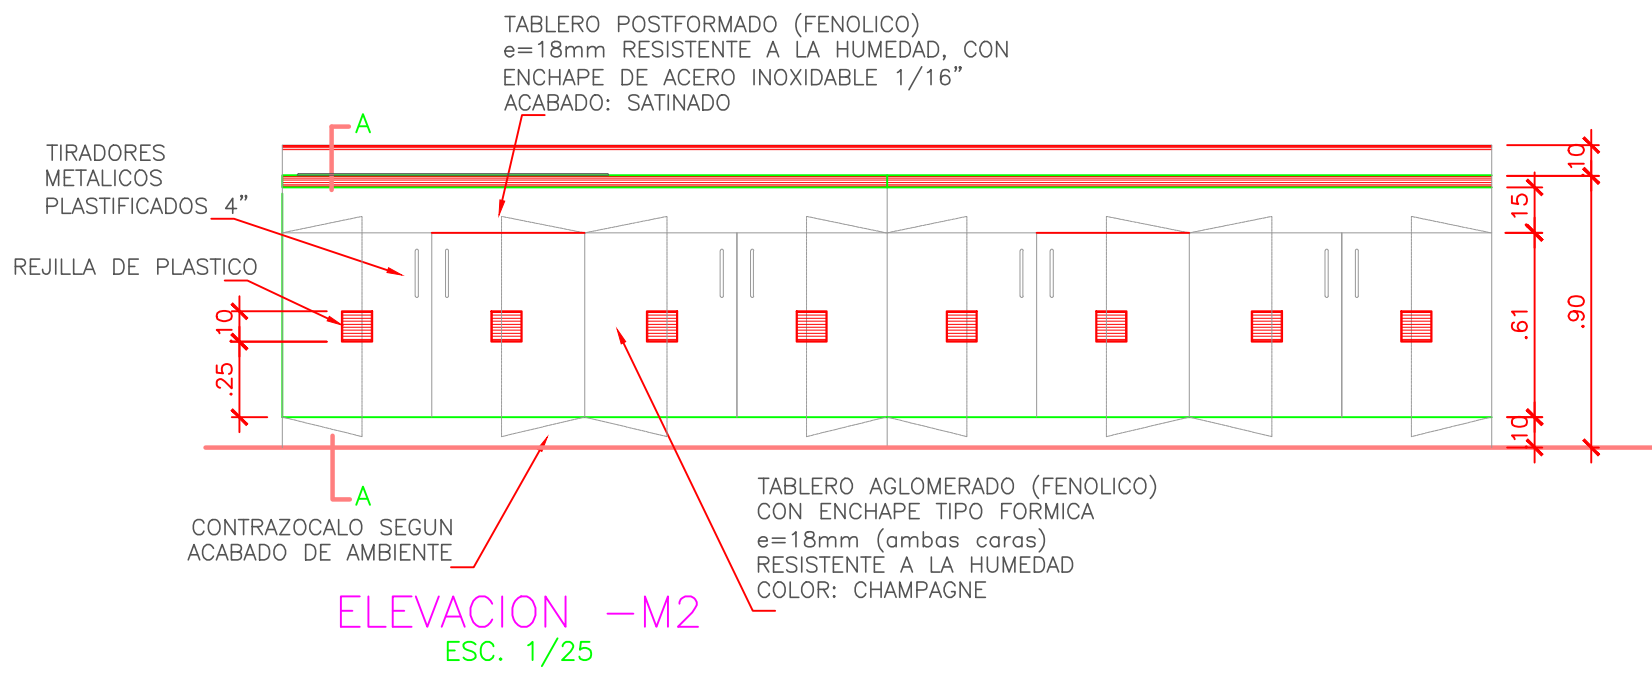 TABLERO POSTFORMADO (FENOLICO)
e=18mm RESISTENTE A LA HUMEDAD, CON
ENCHAPE DE ACERO INOXIDABLE 1/16”
ACABADO: SATINADO
A
TIRADORES
METALICOS
PLASTIFICADOS 4”
REJILLA DE PLASTICO
10
.25
10
15
.61
.90
10
A
CONTRAZOCALO SEGUN
ACABADO DE AMBIENTE
TABLERO AGLOMERADO (FENOLICO)
CON ENCHAPE TIPO FORMICA
e=18mm (ambas caras)
RESISTENTE A LA HUMEDAD
COLOR: CHAMPAGNE
ELEVACION -M2
ESC. 1/25